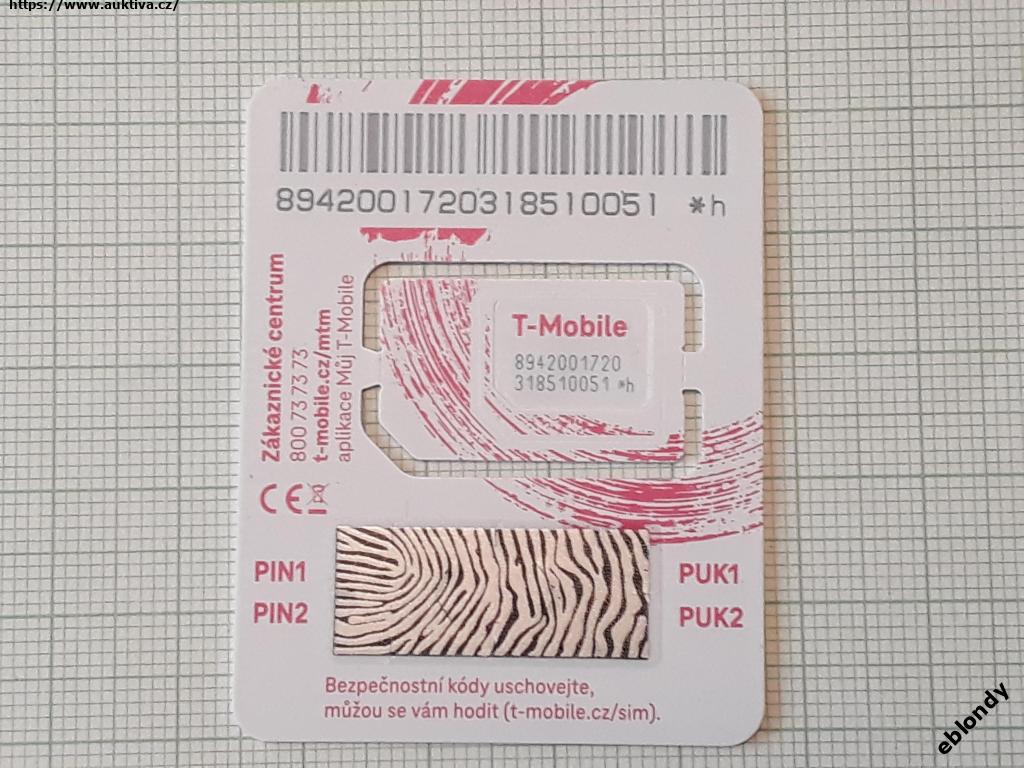 https://www.auktiva.cz/
8942001720318510051 *h
Zákaznické centrum
800 73 73 73
t-mobile.cz/mtm
aplikace Můj T-Mobile
T-Mobile
8942001720
318510051 *h
CE
PIN1
PUK1
PIN2
PUK2
Bezpečnostní kódy uschovejte,
můžou se vám hodit (t-mobile.cz/sim).
eblondy